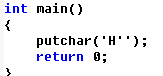 int main()
{
    putchar('H'');
    return 0;
}